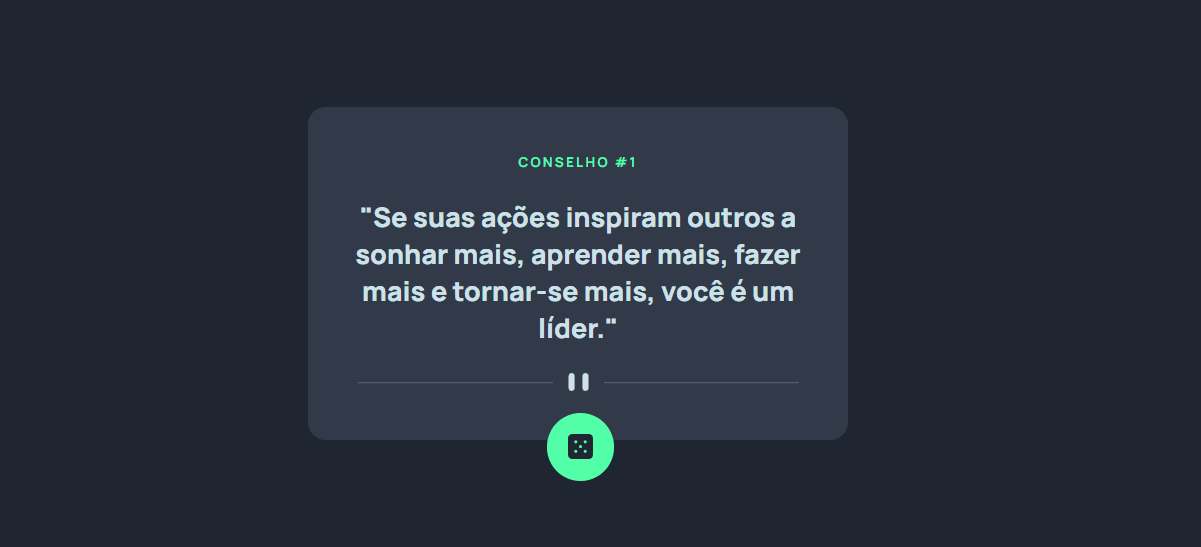 CONSELHO #1
"Se suas ações inspiram outros a
sonhar mais, aprender mais, fazer
mais e tornar-se mais, você é um
líder."